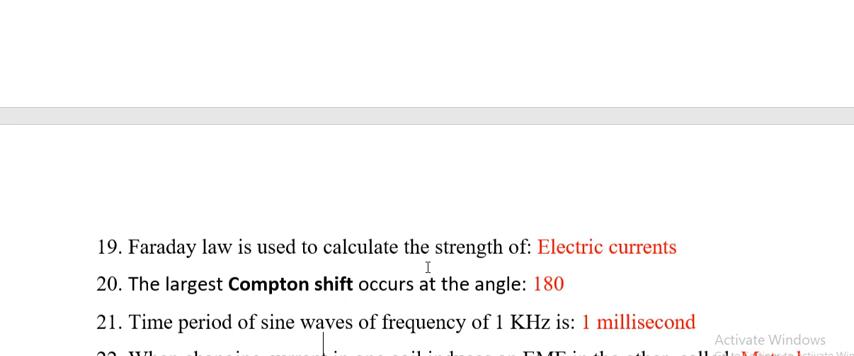 19. Faraday law is used to calculate the strength of: Electric currents
20. The largest Compton shift occurs at the angle: 180
21. Time period of sine waves of frequency of 1 KHz is: 1 millisecond
Activate Windows